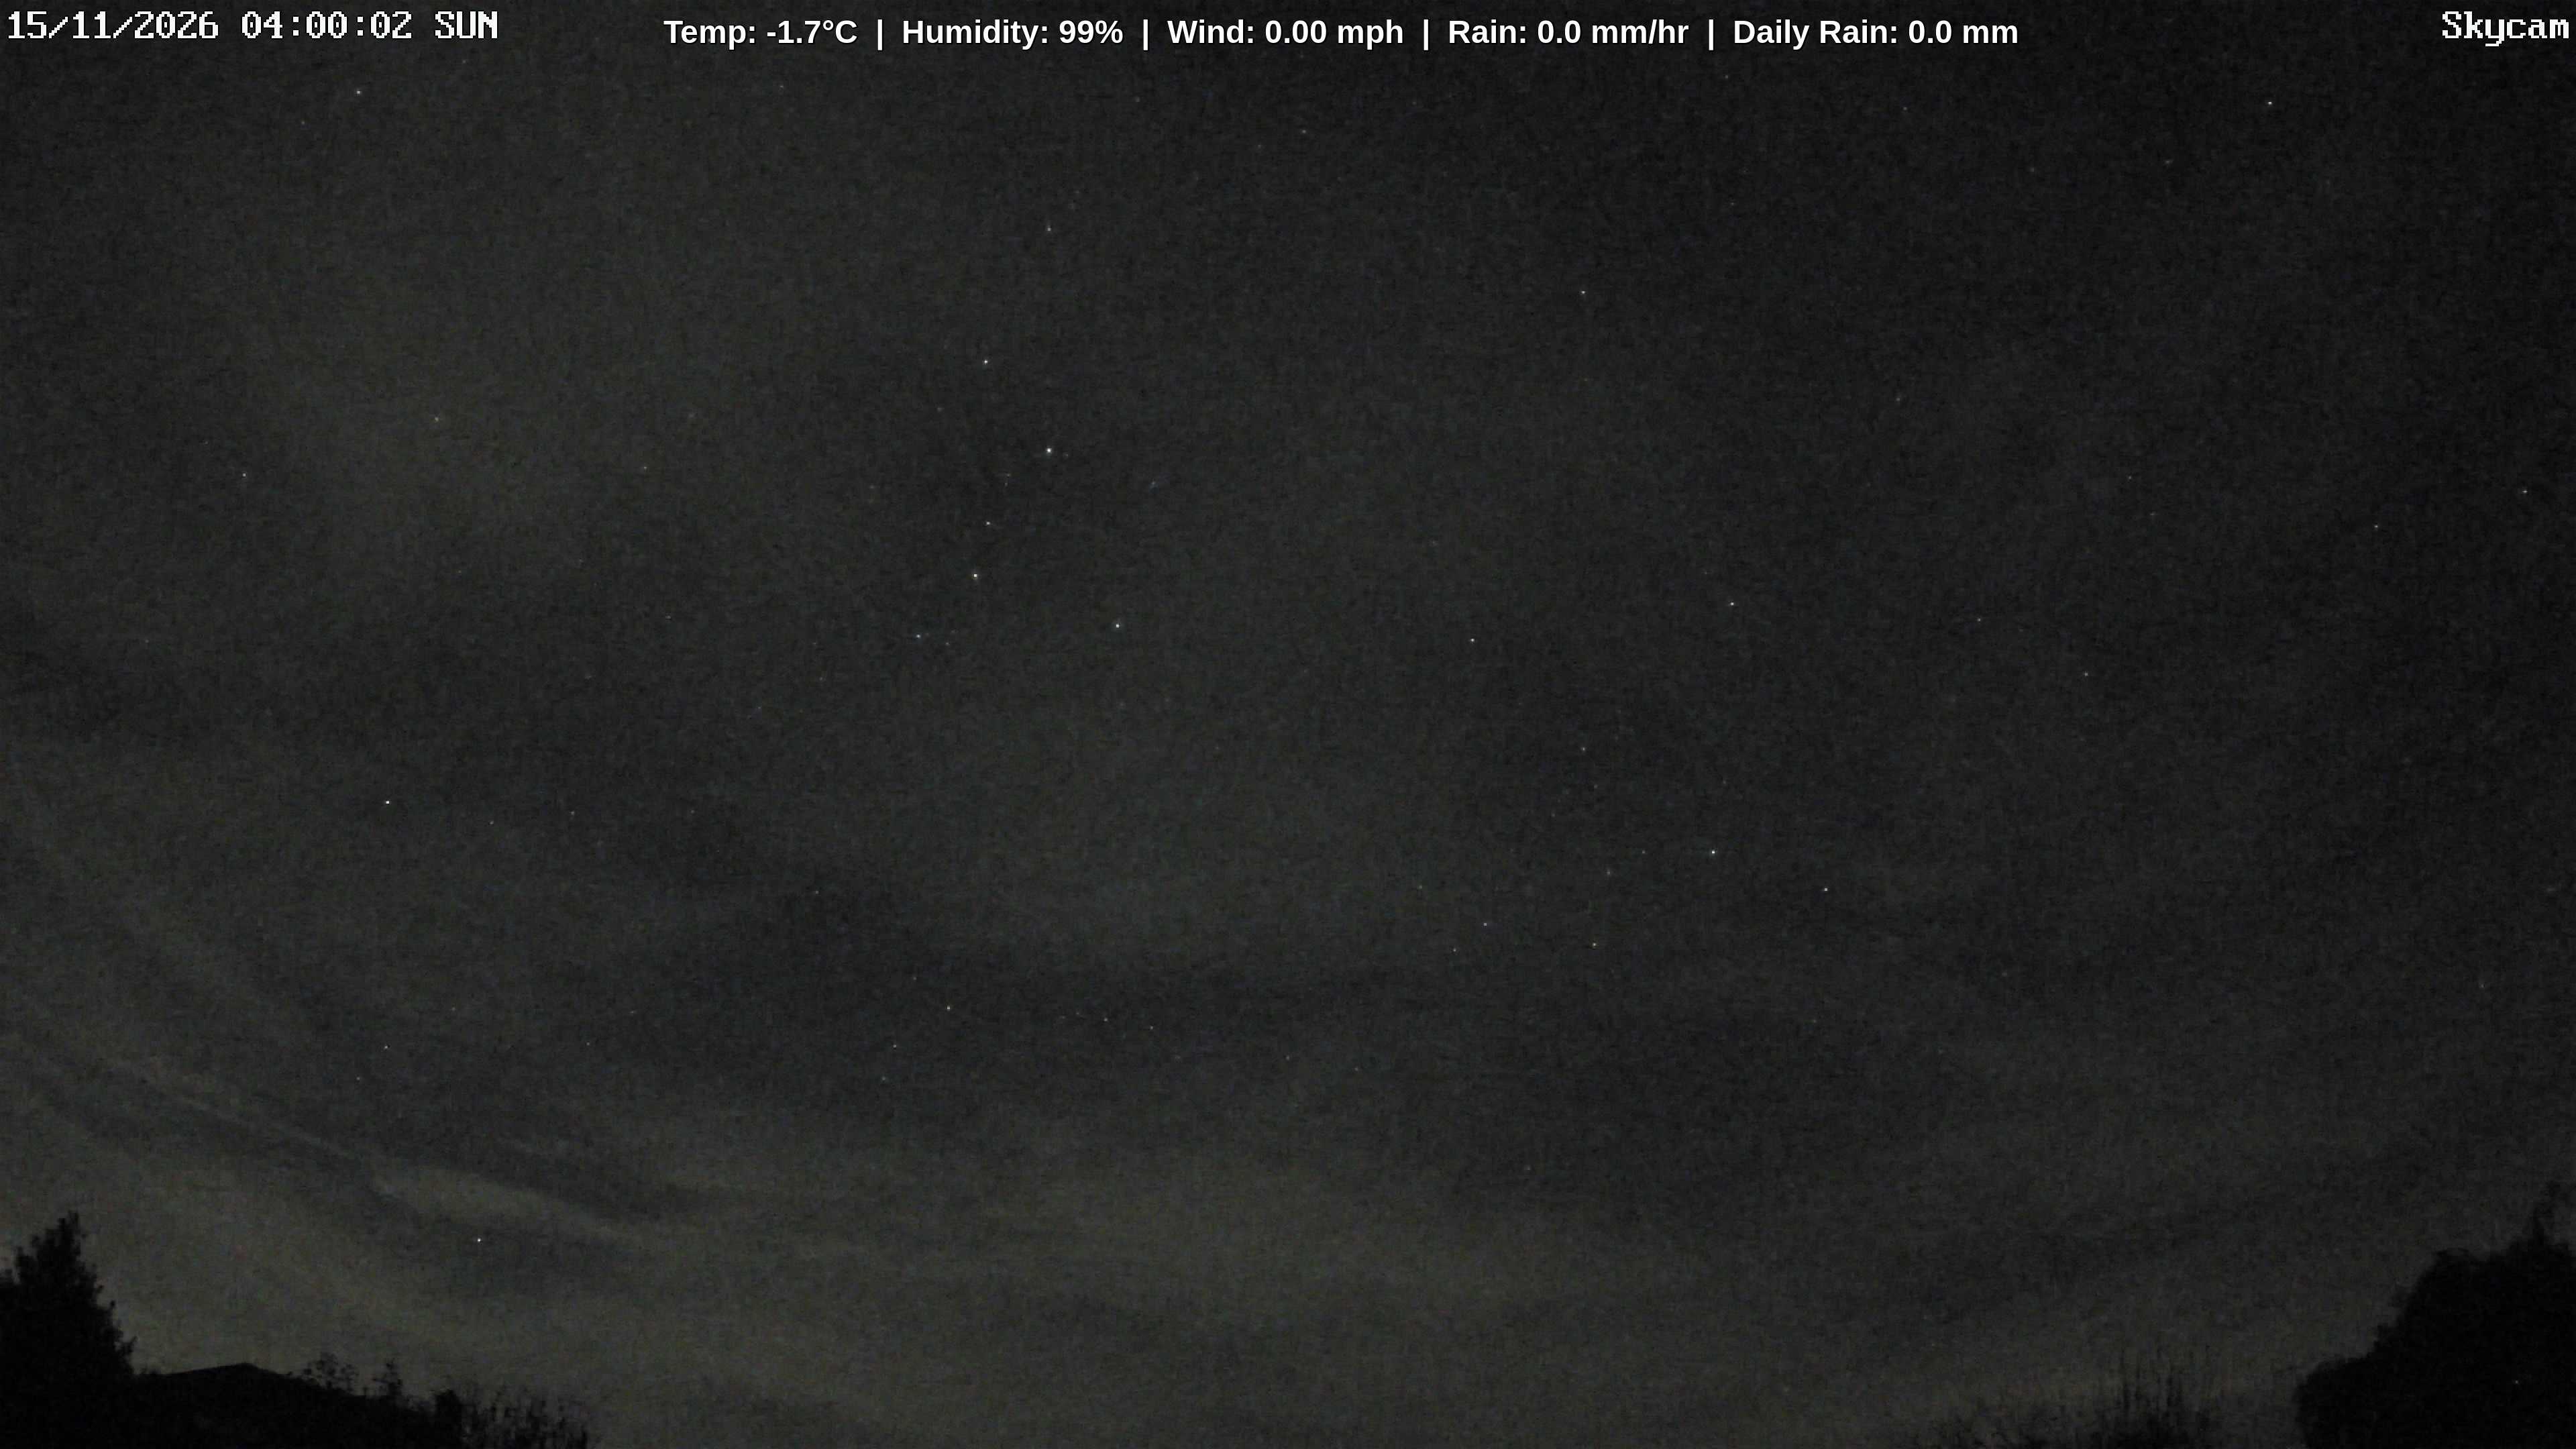 15/11/2026 04:00:02 SUN
Temp: -1.7°C | Humidity: 99% | Wind: 0.00 mph | Rain: 0.0 mm/hr | Daily Rain: 0.0 mm
Skycam